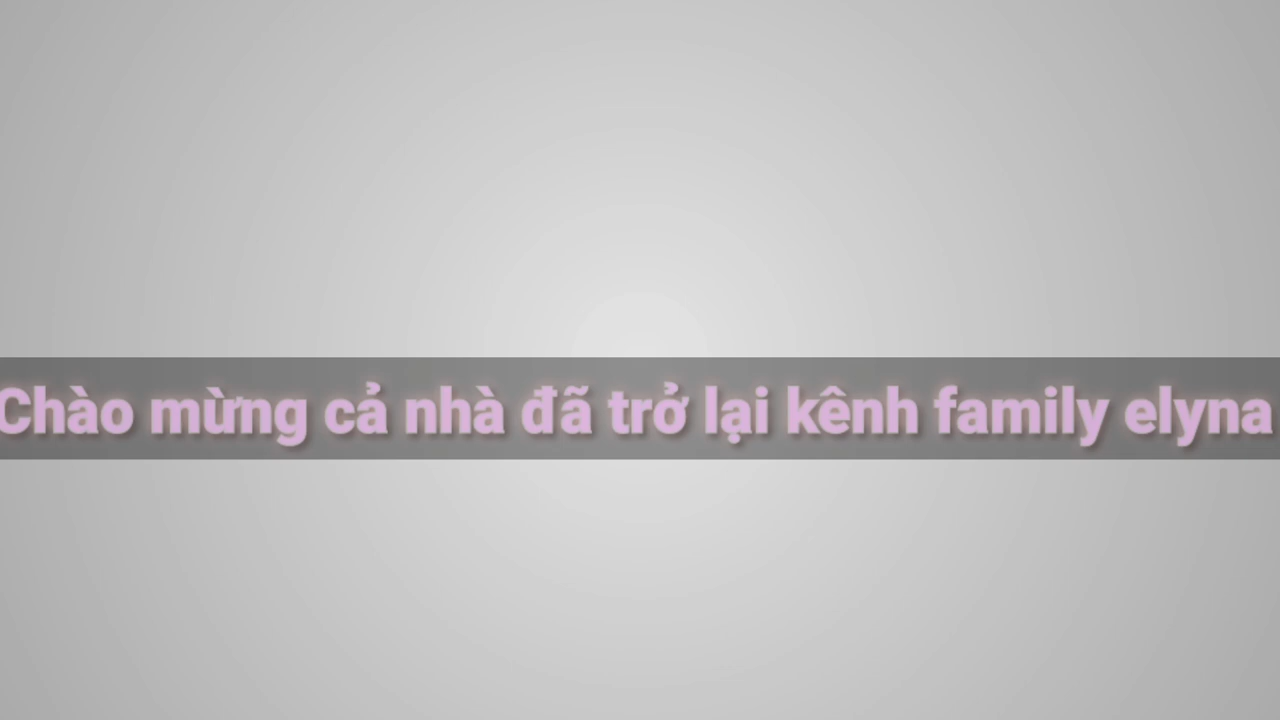 Chào mừng cả nhà đã trở lại kênh family elyna